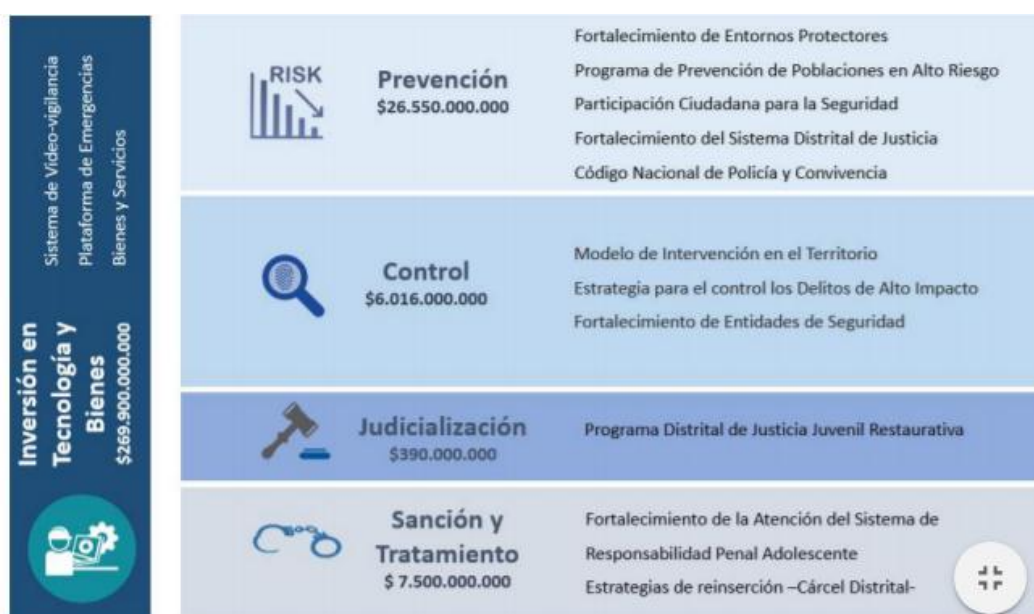 Inversión en
Tecnología y
Bienes
$269.900.000.000
Sistema de Video-vigilancia
Plataforma de Emergencias
Bienes y Servicios
RISK
Prevención
$26.550.000.000
Fortalecimiento de Entornos Protectores
Programa de Prevención de Poblaciones en Alto Riesgo
Participación Ciudadana para la Seguridad
Fortalecimiento del Sistema Distrital de Justicia
Código Nacional de Policía y Convivencia
Control
$6.016.000.000
Modelo de Intervención en el Territorio
Estrategia para el control los Delitos de Alto Impacto
Fortalecimiento de Entidades de Seguridad
Judicialización
$390.000.000
Programa Distrital de Justicia Juvenil Restaurativa
Sanción y
Tratamiento
$ 7.500.000.000
Fortalecimiento de la Atención del Sistema de
Responsabilidad Penal Adolescente
Estrategias de reinserción –Cárcel Distrital-